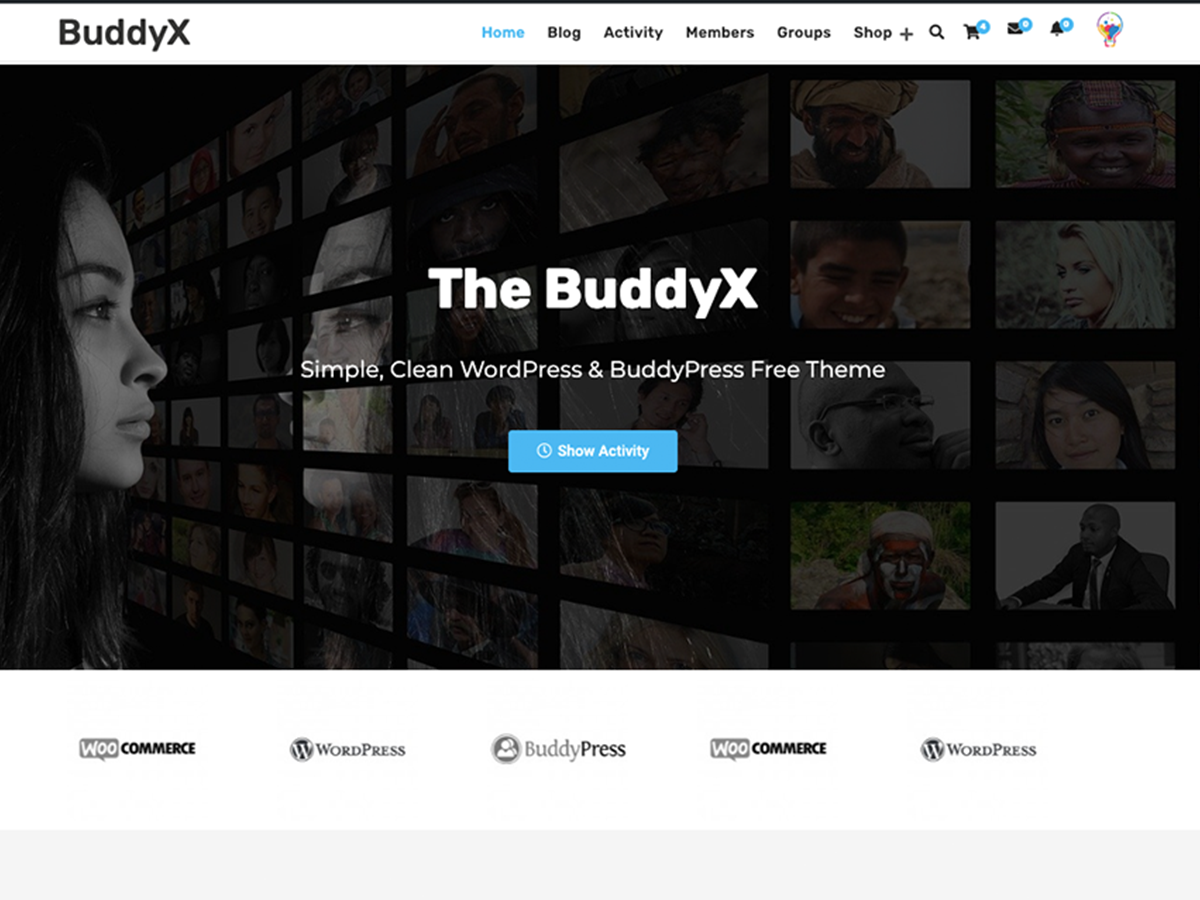 BuddyX
Home Blog Activity Members Groups Shop + 4 0 0
The BuddyX
Simple, Clean WordPress & BuddyPress Free Theme
Show Activity
WOO COMMERCE WORDPRESS BuddyPress WOO COMMERCE WORDPRESS